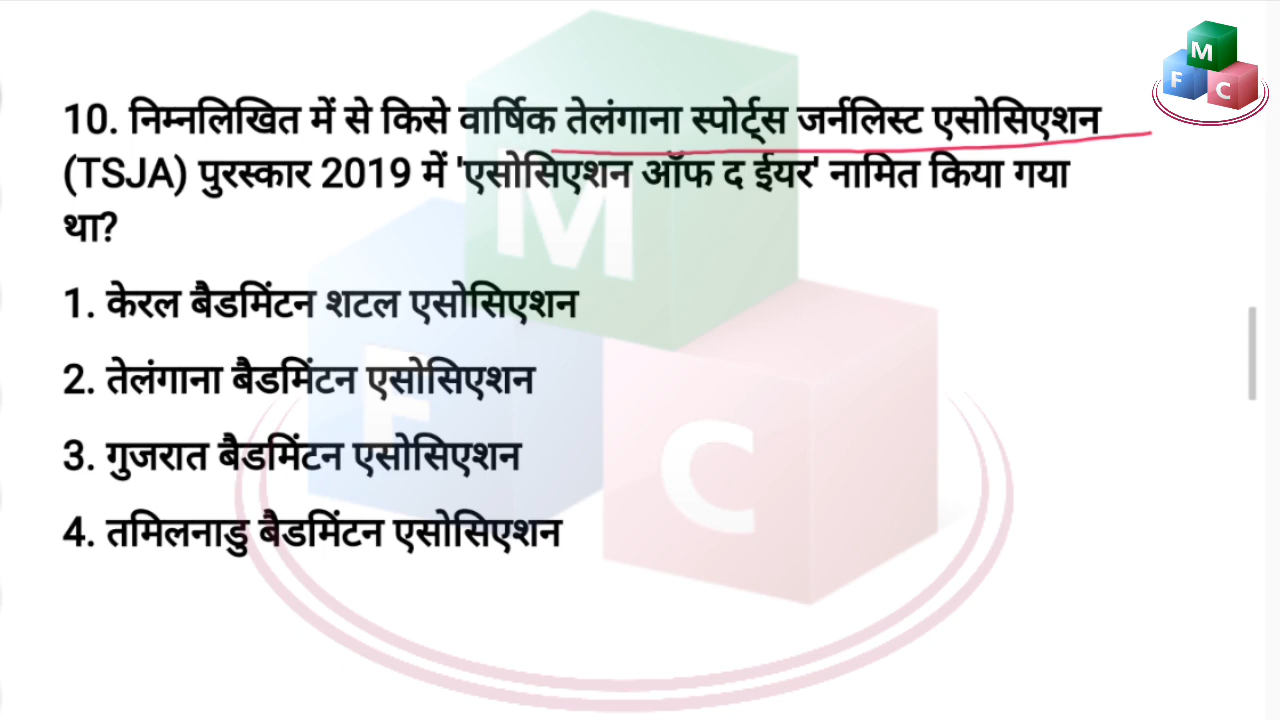 M
F
C
10. निम्नलिखित में से किसे वार्षिक तेलंगाना स्पोर्ट्स जर्नलिस्ट एसोसिएशन
(TSJA) पुरस्कार 2019 में 'एसोसिएशन ऑफ द ईयर' नामित किया गया
था?
M
1. केरल बैडमिंटन शटल एसोसिएशन
2. तेलंगाना बैडमिंटन एसोसिएशन
F
3. गुजरात बैडमिंटन एसोसिएशन
C
4. तमिलनाडु बैडमिंटन एसोसिएशन